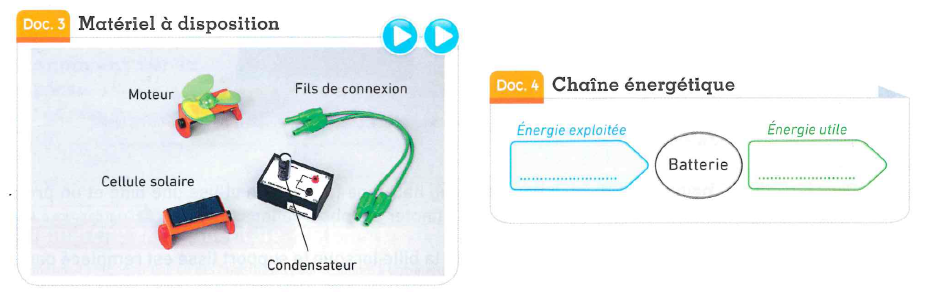 Doc. 3 Matériel à disposition
Moteur
Fils de connexion
Cellule solaire
Condensateur
Doc. 4 Chaîne énergétique
Énergie exploitée
Énergie utile
Batterie
........................
........................